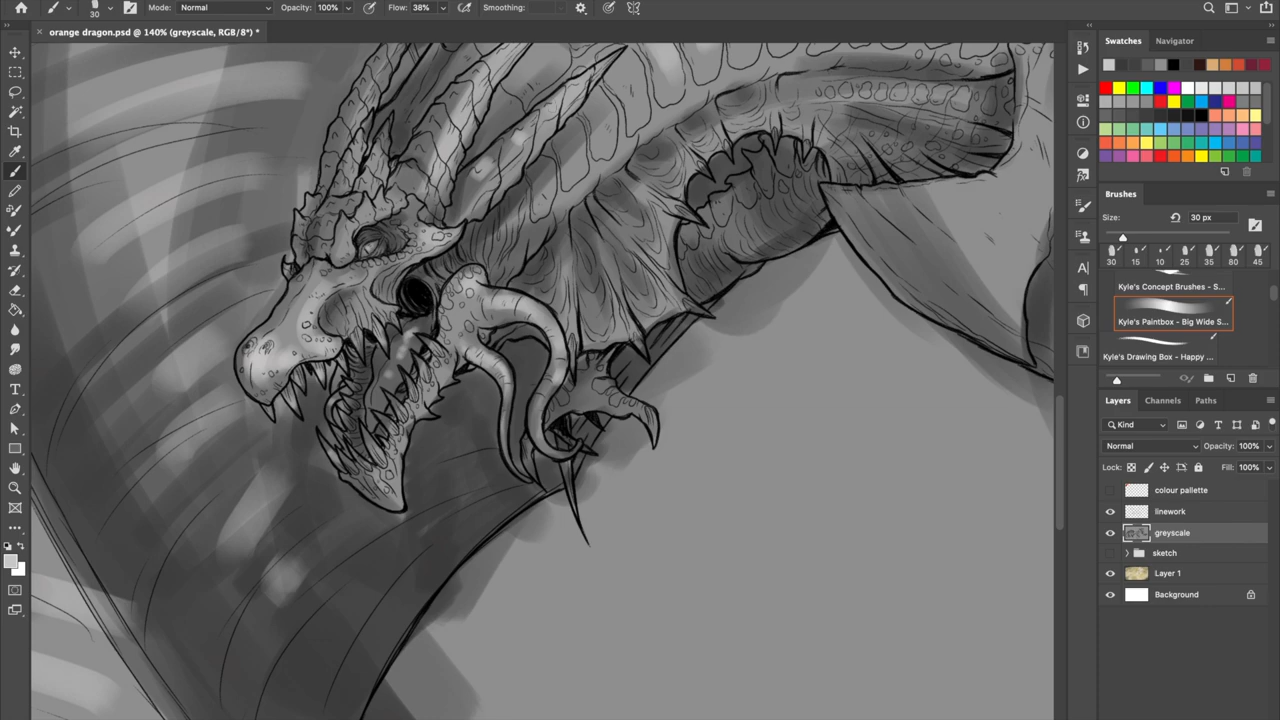 30
Mode: Normal
Opacity: 100%
Flow: 38%
Smoothing:
orange dragon.psd @ 140% (greyscale, RGB/8*) *
Swatches Navigator
Brushes
Size: 30 px
30 15 10 25 35 80 45
Kyle's Concept Brushes - S...
Kyle's Paintbox - Big Wide S...
Kyle's Drawing Box - Happy ...
Layers Channels Paths
Kind
Normal Opacity: 100%
Lock: Fill: 100%
colour pallette
linework
greyscale
sketch
Layer 1
Background